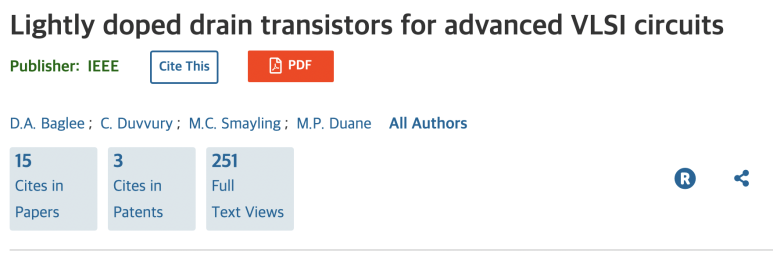 Lightly doped drain transistors for advanced VLSI circuits
Publisher: IEEE Cite This PDF
D.A. Baglee ; C. Duvvury ; M.C. Smayling ; M.P. Duane All Authors
15 3 251
Cites in Cites in Full
Papers Patents Text Views
R